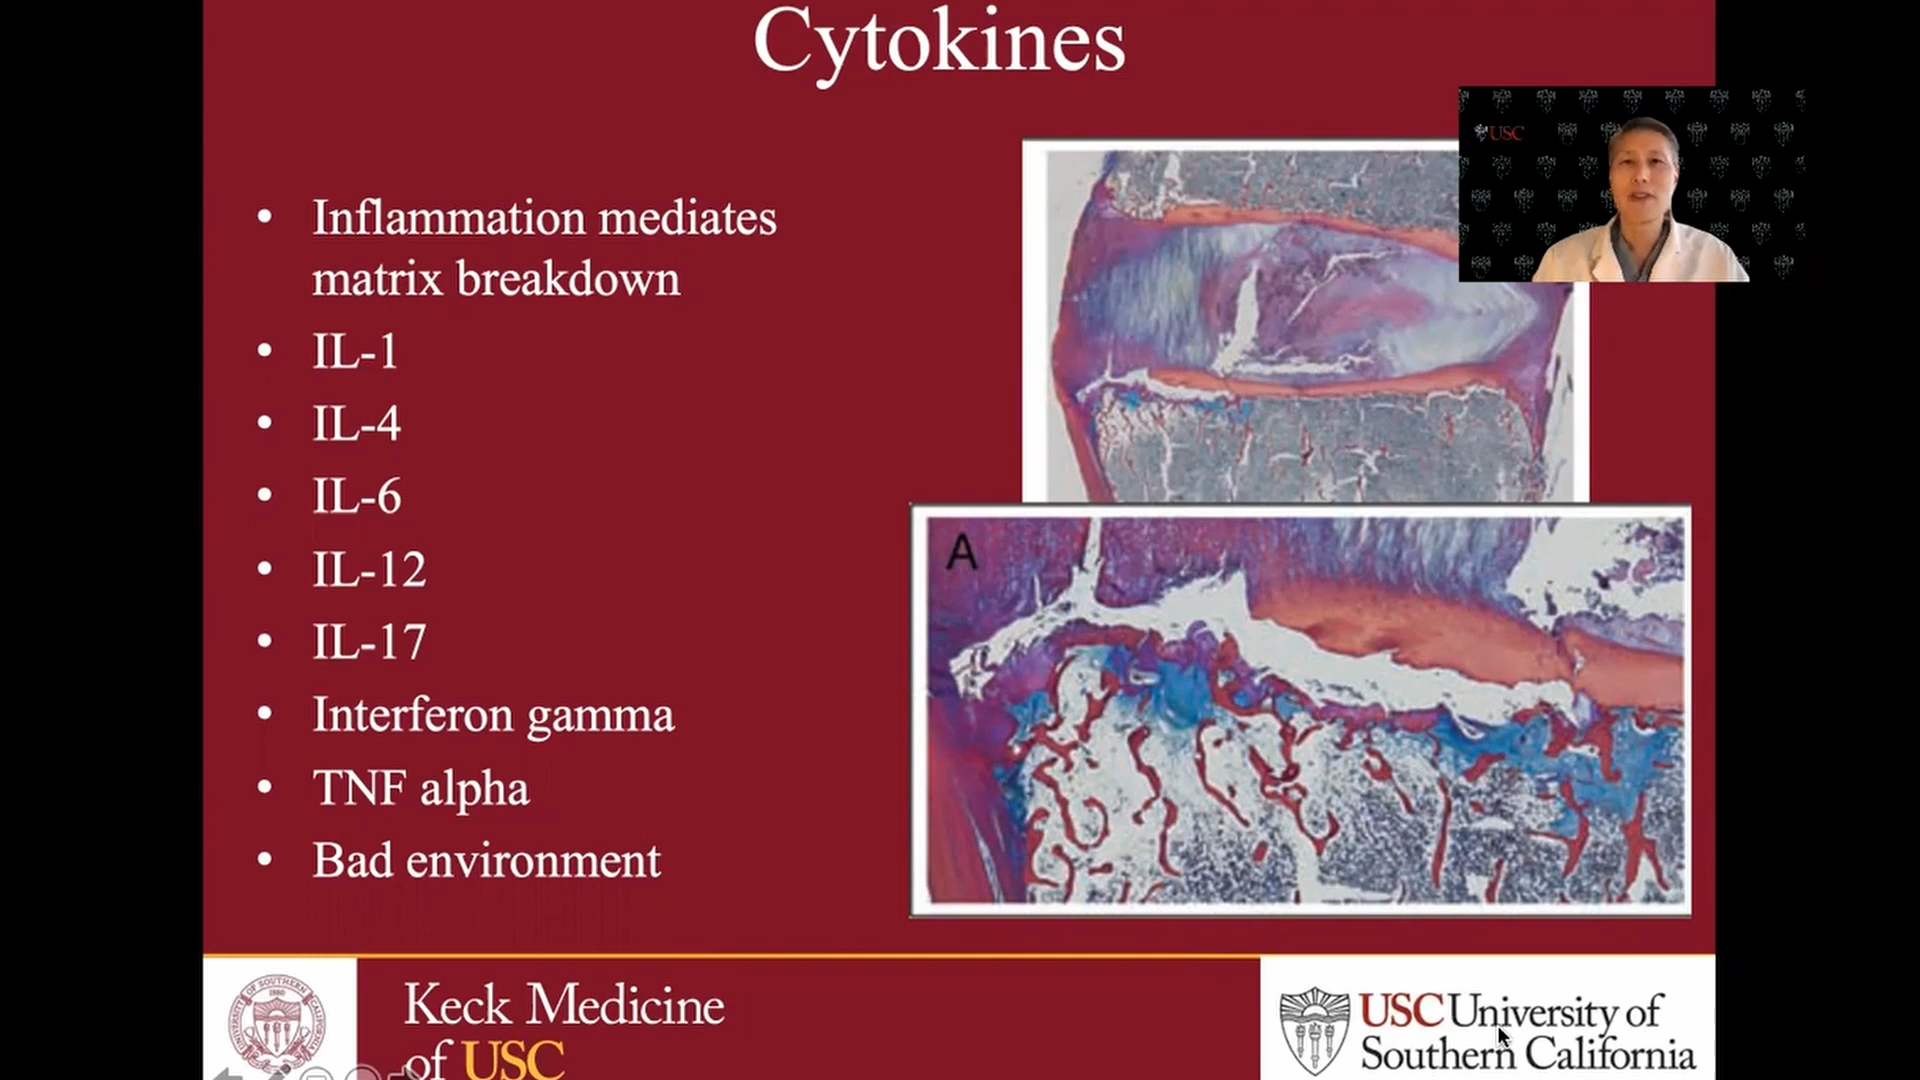 Cytokines
USC
• Inflammation mediates
matrix breakdown
• IL-1
• IL-4
• IL-6
• IL-12
• IL-17
• Interferon gamma
• TNF alpha
• Bad environment
A
Keck Medicine
of USC
USC University of
Southern California